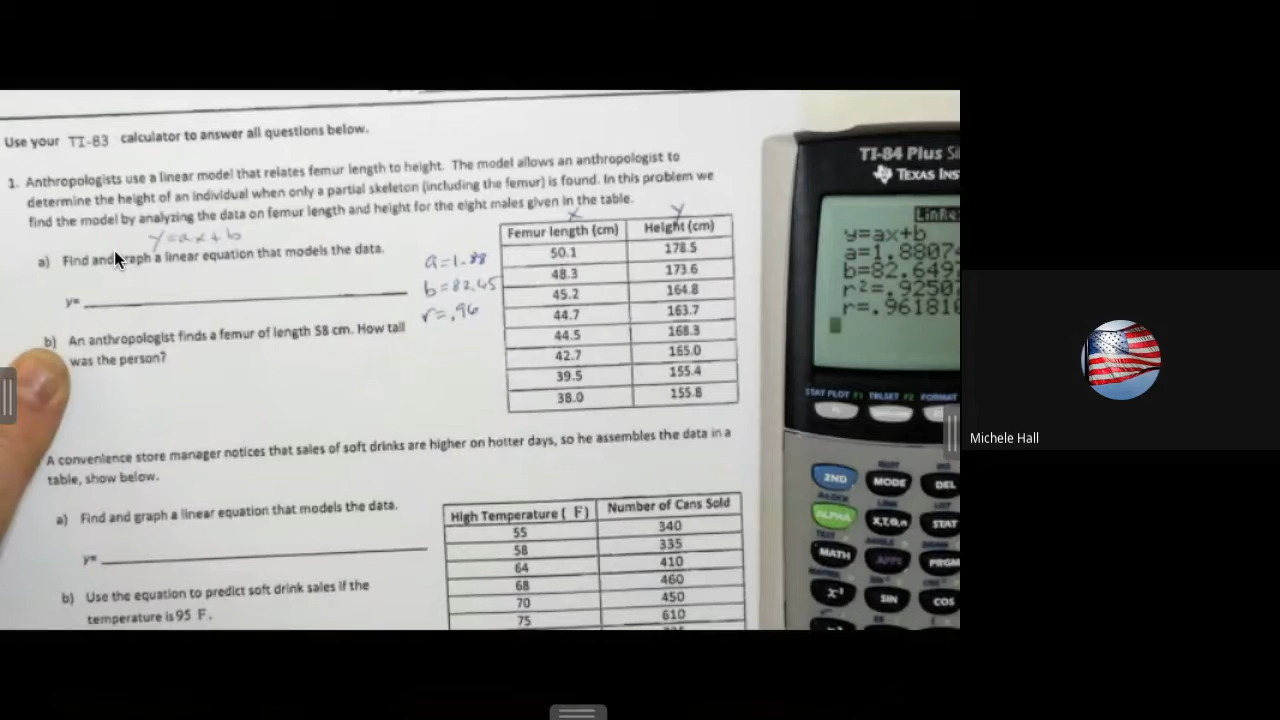 Use your TI-83 calculator to answer all questions below.
1. Anthropologists use a linear model that relates femur length to height. The model allows an anthropologist to
determine the height of an individual when only a partial skeleton (including the femur) is found. In this problem we
find the model by analyzing the data on femur length and height for the eight males given in the table.
y=ax+b
a) Find and graph a linear equation that models the data.
y=
a=1.88
b=82.65
r=.96
b) An anthropologist finds a femur of length 58 cm. How tall
was the person?
x y
Femur length (cm) Height (cm)
50.1 178.5
48.3 173.6
45.2 164.8
44.7 163.7
44.5 168.3
42.7 165.0
39.5 155.4
38.0 155.8
A convenience store manager notices that sales of soft drinks are higher on hotter days, so he assembles the data in a
table, show below.
a) Find and graph a linear equation that models the data.
y=
b) Use the equation to predict soft drink sales if the
temperature is 95 F.
High Temperature ( F) Number of Cans Sold
55 340
58 335
64 410
68 460
70 450
75 610
TI-84 Plus
TEXAS INS
LinRe
y=ax+b
a=1.8807
b=82.649
r²=.92507
r=.961816
STAT PLOT F1 TBLSET F2 FORMAT
2ND MODE DEL
A-LOCK
ALPHA X,T,θ,n STAT
MATH APPS PRGM
X⁻¹ SIN COS
Michele Hall